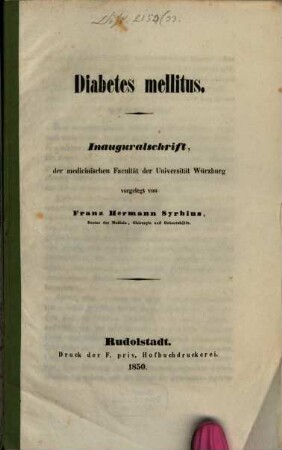 Diabetes mellitus.
Inauguralschrift,
der medicinischen Facultät der Universität Würzburg
vorgelegt von
Franz Hermann Syrbius,
Doctor der Medicin, Chirurgie und Geburtshülfe.
Rudolstadt.
Druck der F. priv. Hofbuchdruckerei.
1850.